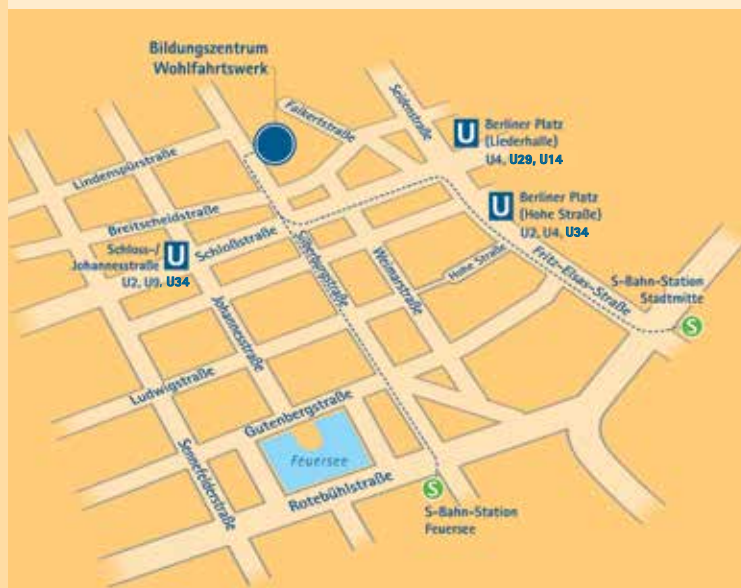 Bildungszentrum
Wohlfahrtswerk
Falkertstraße
Seidenstraße
Berliner Platz
(Liederhalle)
U4, U29, U14
Lindenspürstraße
Berliner Platz
(Hohe Straße)
U2, U4, U34
Breitscheidstraße
Schloßstraße
Schloss-/
Johannesstraße
U2, U9, U34
Silberburgstraße
Weimarstraße
Hohe Straße
Fritz-Elsas-Straße
S-Bahn-Station
Stadtmitte
S
Johannesstraße
Ludwigstraße
Gutenbergstraße
Sennefelderstraße
Feuersee
Rotebühlstraße
S
S-Bahn-Station
Feuersee
U
U
U